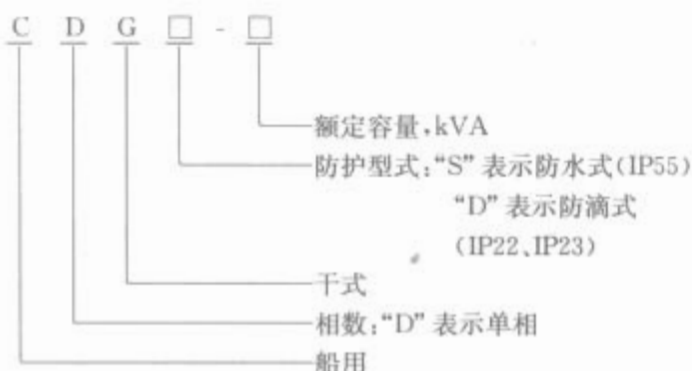 C D G □ - □
额定容量,kVA
防护型式:“S”表示防水式(IP55)
“D”表示防滴式
(IP22、IP23)
干式
相数:“D”表示单相
船用